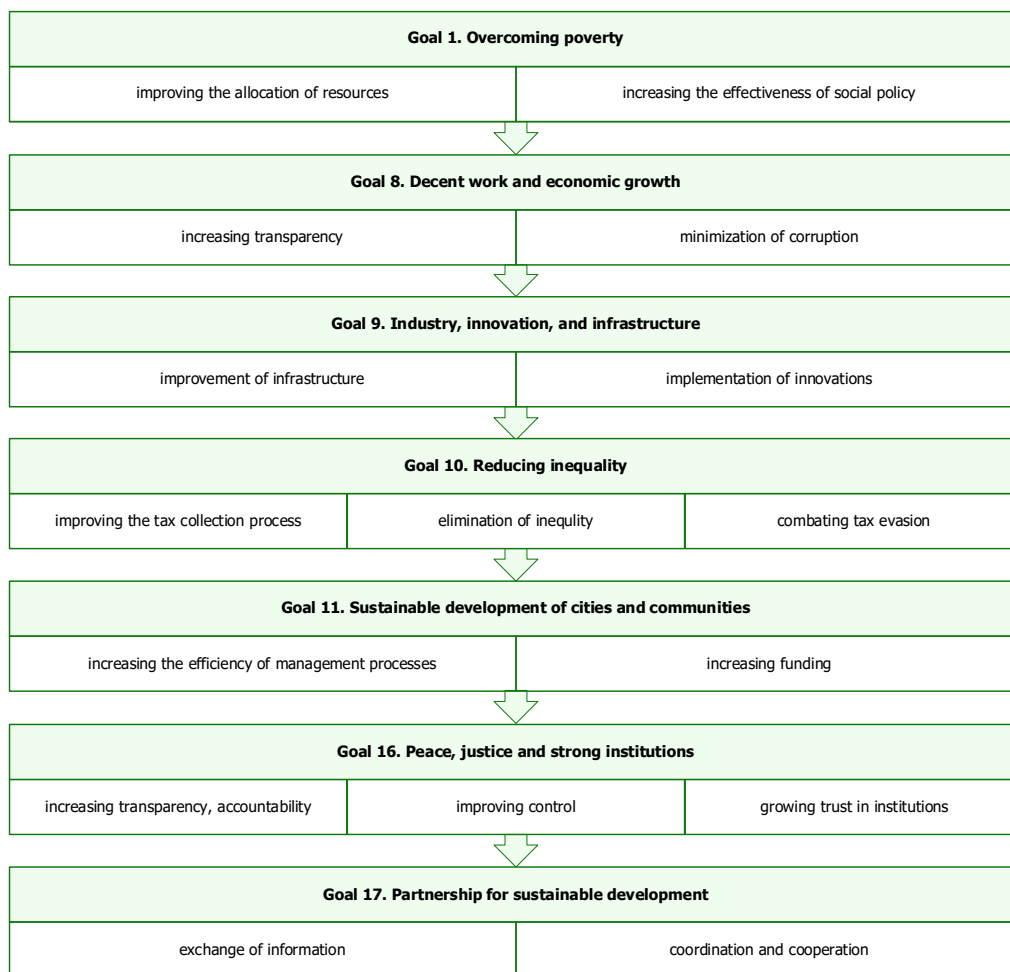 Goal 1. Overcoming poverty
improving the allocation of resources
increasing the effectiveness of social policy
Goal 8. Decent work and economic growth
increasing transparency
minimization of corruption
Goal 9. Industry, innovation, and infrastructure
improvement of infrastructure
implementation of innovations
Goal 10. Reducing inequality
improving the tax collection process
elimination of inequlity
combating tax evasion
Goal 11. Sustainable development of cities and communities
increasing the efficiency of management processes
increasing funding
Goal 16. Peace, justice and strong institutions
increasing transparency, accountability
improving control
growing trust in institutions
Goal 17. Partnership for sustainable development
exchange of information
coordination and cooperation